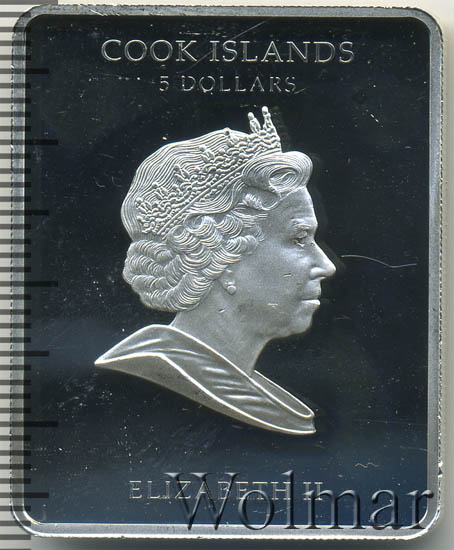 COOK ISLANDS
5 DOLLARS
ELIZABETH II
Wolmar